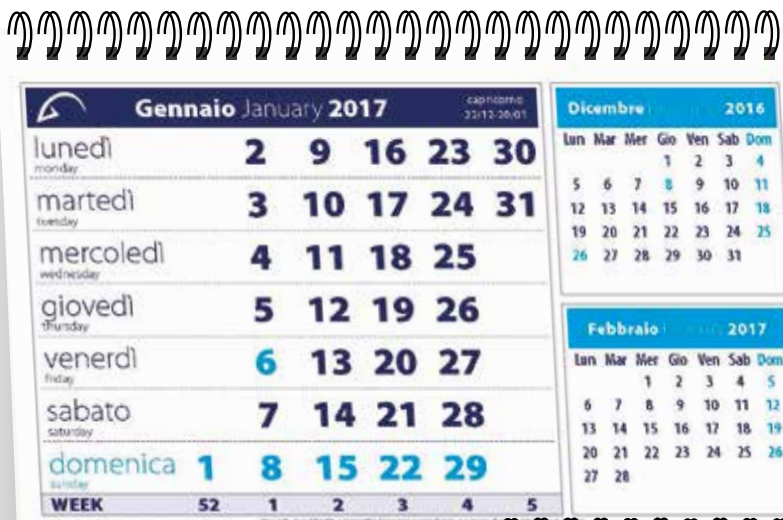 Gennaio January 2017
capricorno
22/12-20/01
lunedì 2 9 16 23 30
monday
martedì 3 10 17 24 31
tuesday
mercoledì 4 11 18 25
wednesday
giovedì 5 12 19 26
thursday
venerdì 6 13 20 27
friday
sabato 7 14 21 28
saturday
domenica 1 8 15 22 29
sunday
WEEK 52 1 2 3 4 5
Dicembre 2016
Lun Mar Mer Gio Ven Sab Dom
1 2 3 4
5 6 7 8 9 10 11
12 13 14 15 16 17 18
19 20 21 22 23 24 25
26 27 28 29 30 31
Febbraio 2017
Lun Mar Mer Gio Ven Sab Dom
1 2 3 4 5
6 7 8 9 10 11 12
13 14 15 16 17 18 19
20 21 22 23 24 25 26
27 28